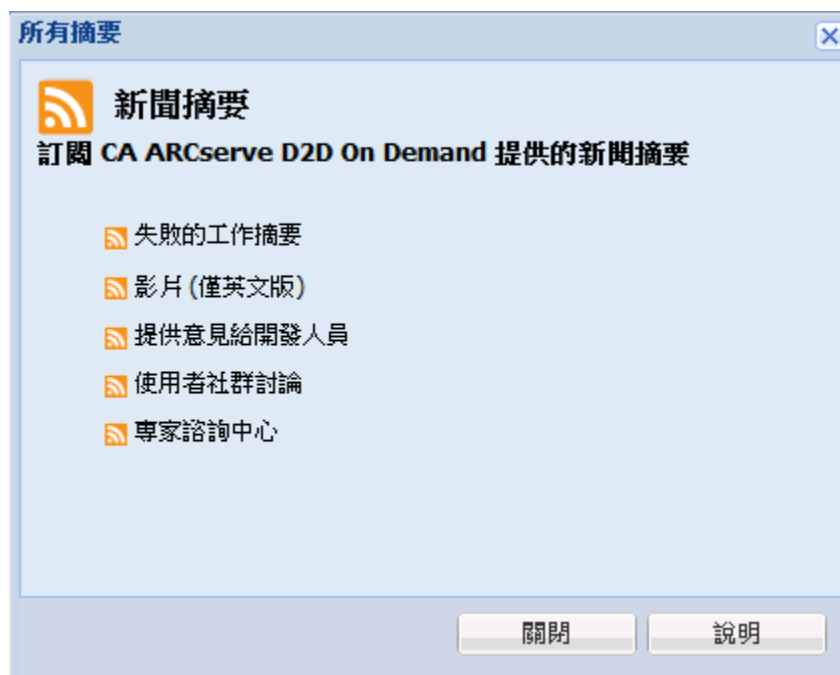 所有摘要
新聞摘要
訂閱 CA ARCserve D2D On Demand 提供的新聞摘要
失敗的工作摘要
影片 (僅英文版)
提供意見給開發人員
使用者社群討論
專家諮詢中心
關閉
說明